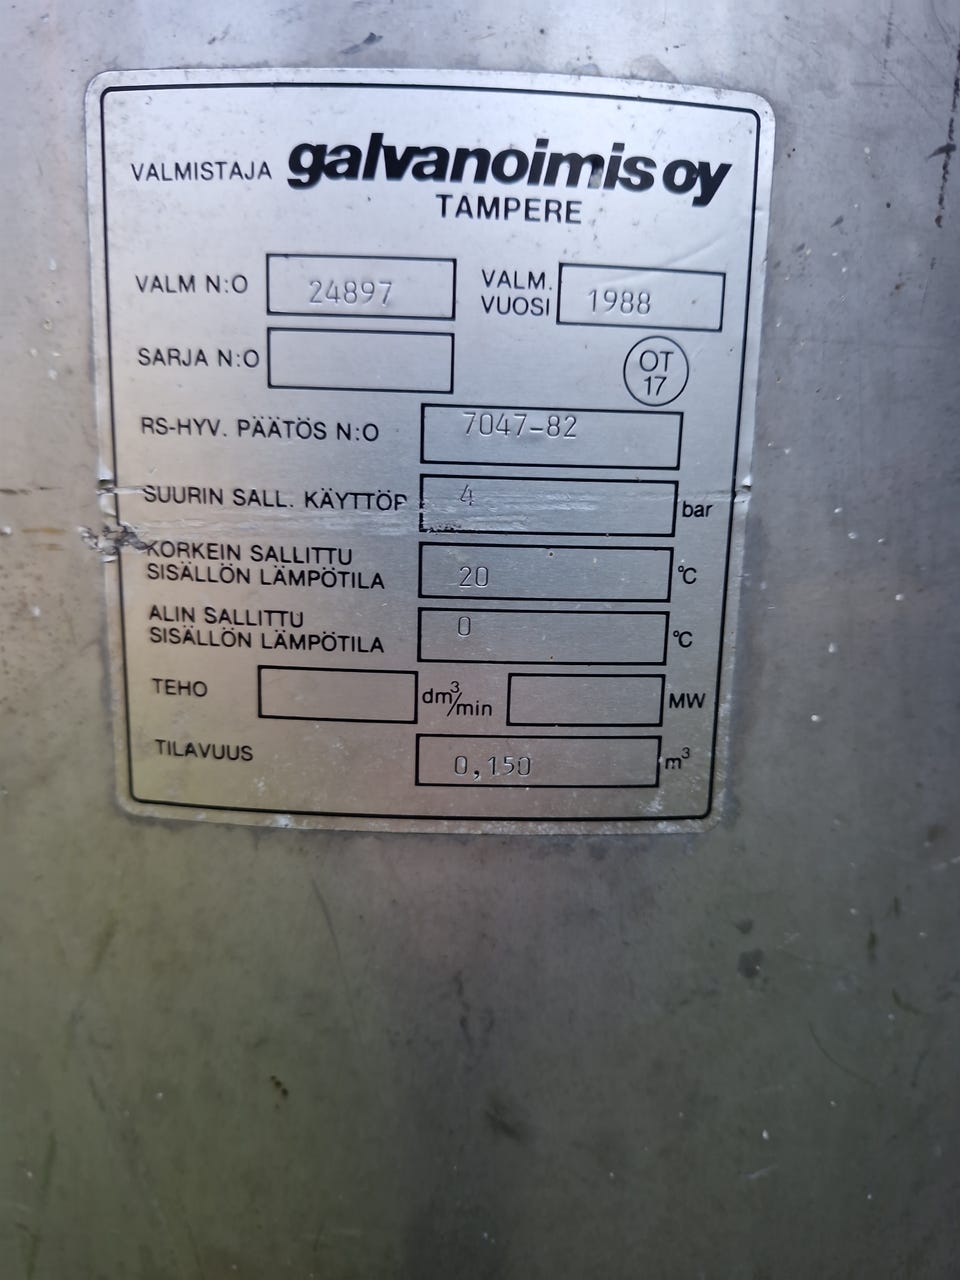 VALMISTAJA galvanoimis oy
TAMPERE
VALM N:O 24897 VALM. VUOSI 1988
SARJA N:O
OT 17
RS-HYV. PÄÄTÖS N:O 7047-82
SUURIN SALL. KÄYTTÖP 4 bar
KORKEIN SALLITTU
SISÄLLÖN LÄMPÖTILA 20 °C
ALIN SALLITTU
SISÄLLÖN LÄMPÖTILA 0 °C
TEHO dm³/min MW
TILAVUUS 0,150 m³